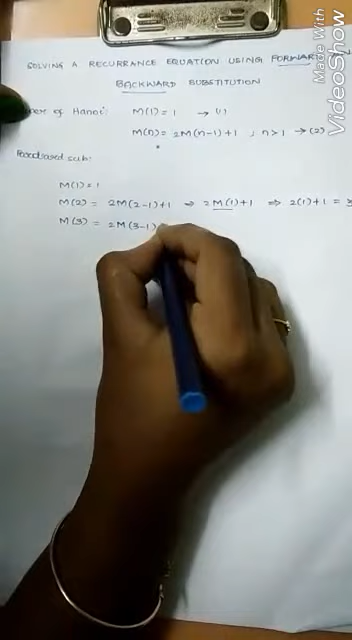 SOLVING A RECURRANCE EQUATION USING FORWARD
BACKWARD SUBSTITUTION
of Hanoi: M(1) = 1 → (1)
M(n) = 2M(n-1)+1 , n>1 → (2)
Forward sub:
M(1) = 1
M(2) = 2M(2-1)+1 ⇒ 2M(1)+1 ⇒ 2(1)+1 = 3
M(3) = 2M(3-1)
Made With
VideoShow